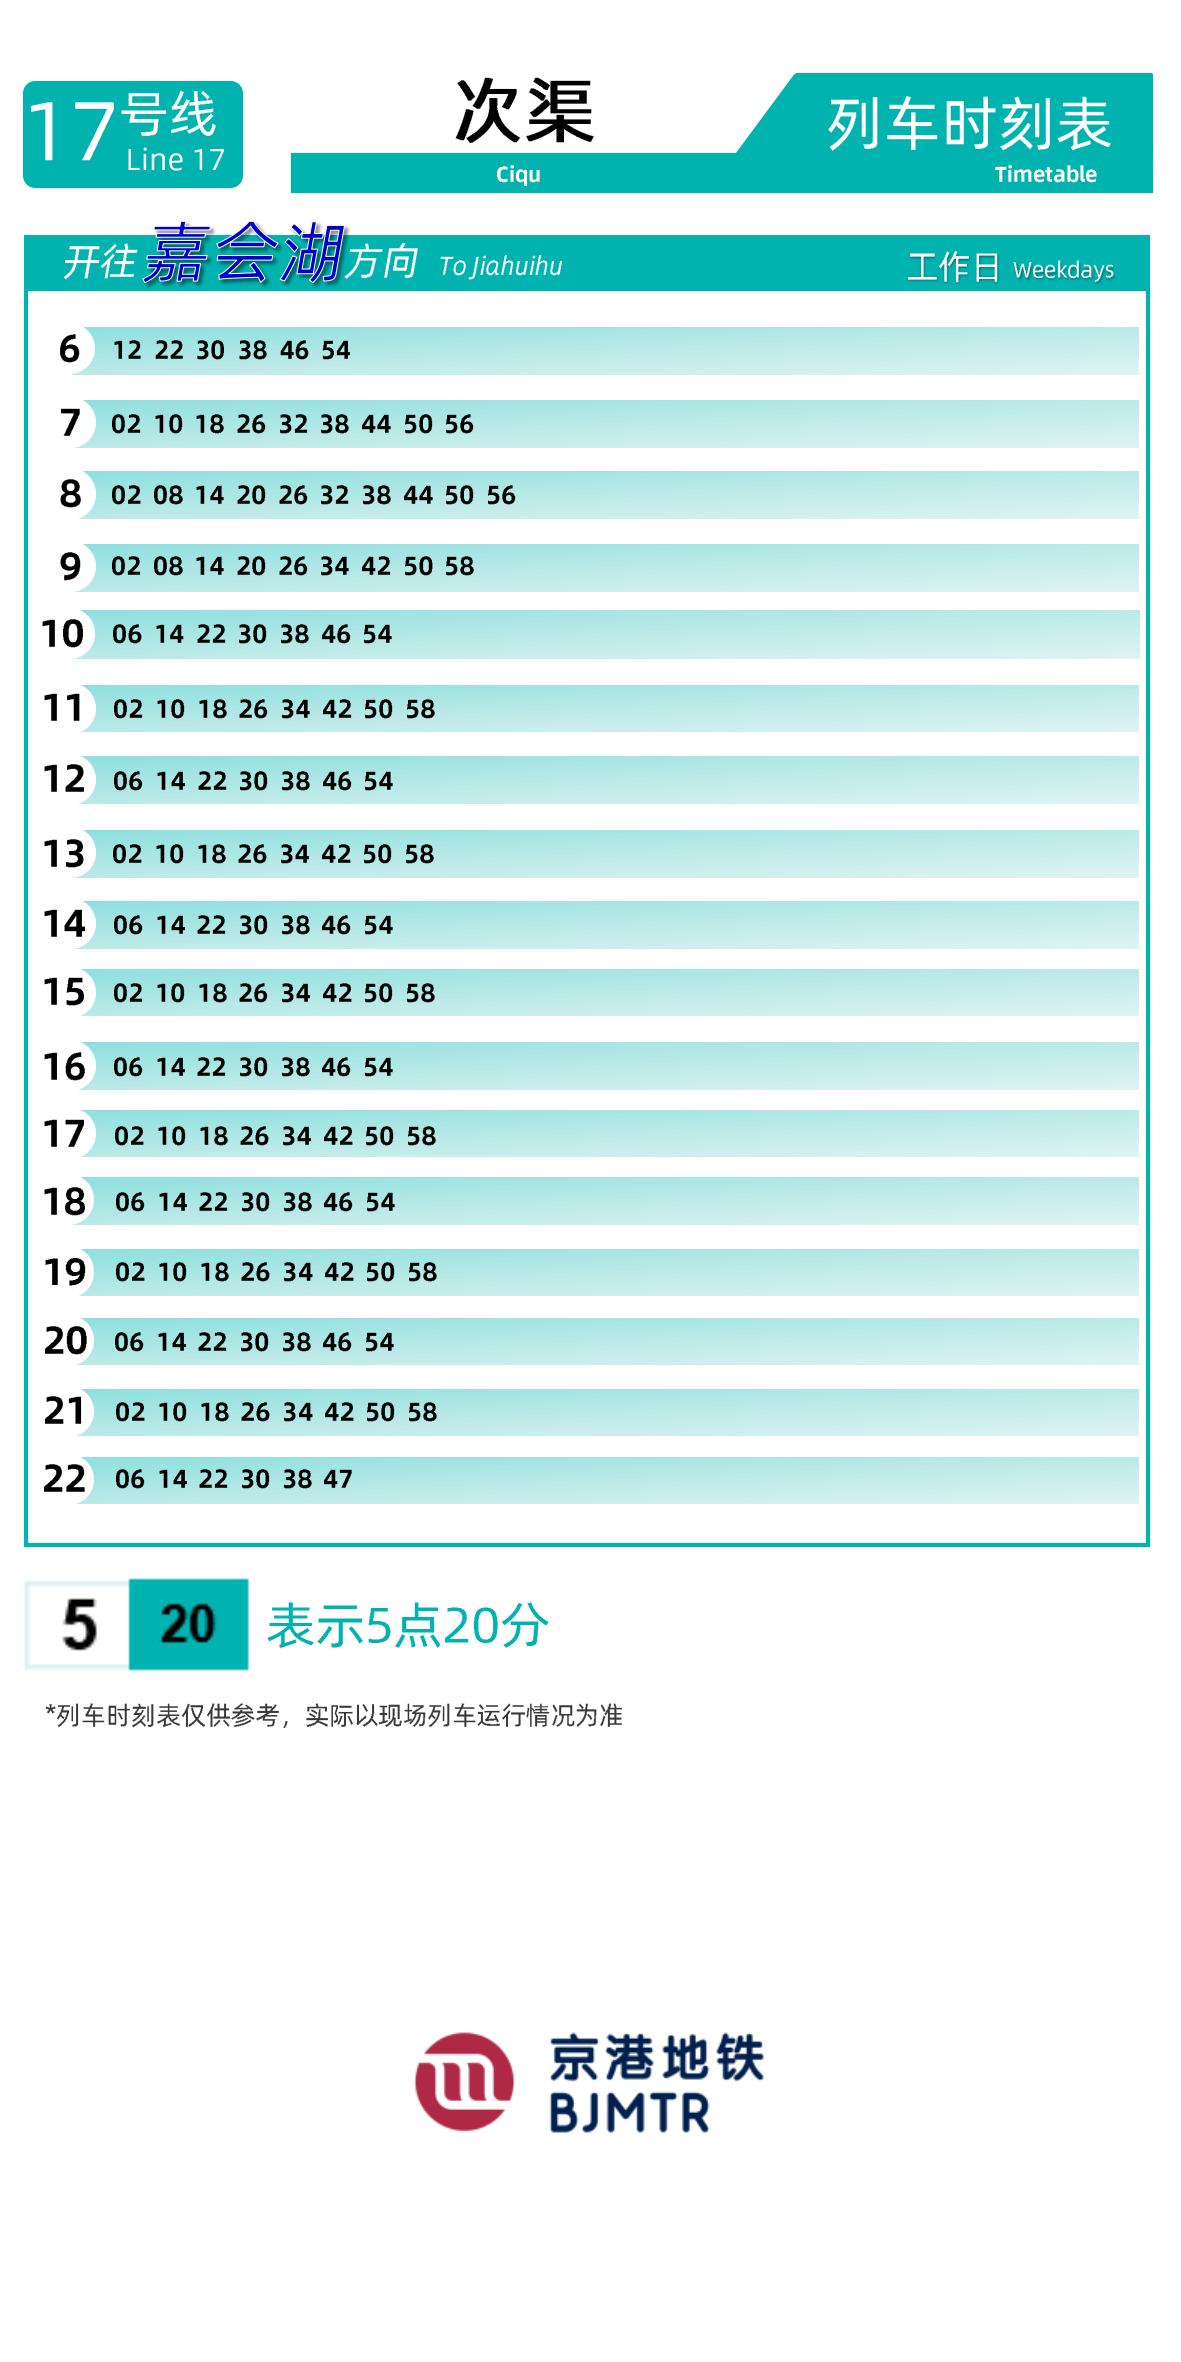 17号线
Line 17
次渠
Ciqu
列车时刻表
Timetable
开往嘉会湖方向 To Jiahuihu
工作日 Weekdays
6 12 22 30 38 46 54
7 02 10 18 26 32 38 44 50 56
8 02 08 14 20 26 32 38 44 50 56
9 02 08 14 20 26 34 42 50 58
10 06 14 22 30 38 46 54
11 02 10 18 26 34 42 50 58
12 06 14 22 30 38 46 54
13 02 10 18 26 34 42 50 58
14 06 14 22 30 38 46 54
15 02 10 18 26 34 42 50 58
16 06 14 22 30 38 46 54
17 02 10 18 26 34 42 50 58
18 06 14 22 30 38 46 54
19 02 10 18 26 34 42 50 58
20 06 14 22 30 38 46 54
21 02 10 18 26 34 42 50 58
22 06 14 22 30 38 47
5 20 表示5点20分
*列车时刻表仅供参考，实际以现场列车运行情况为准
京港地铁
BJMTR